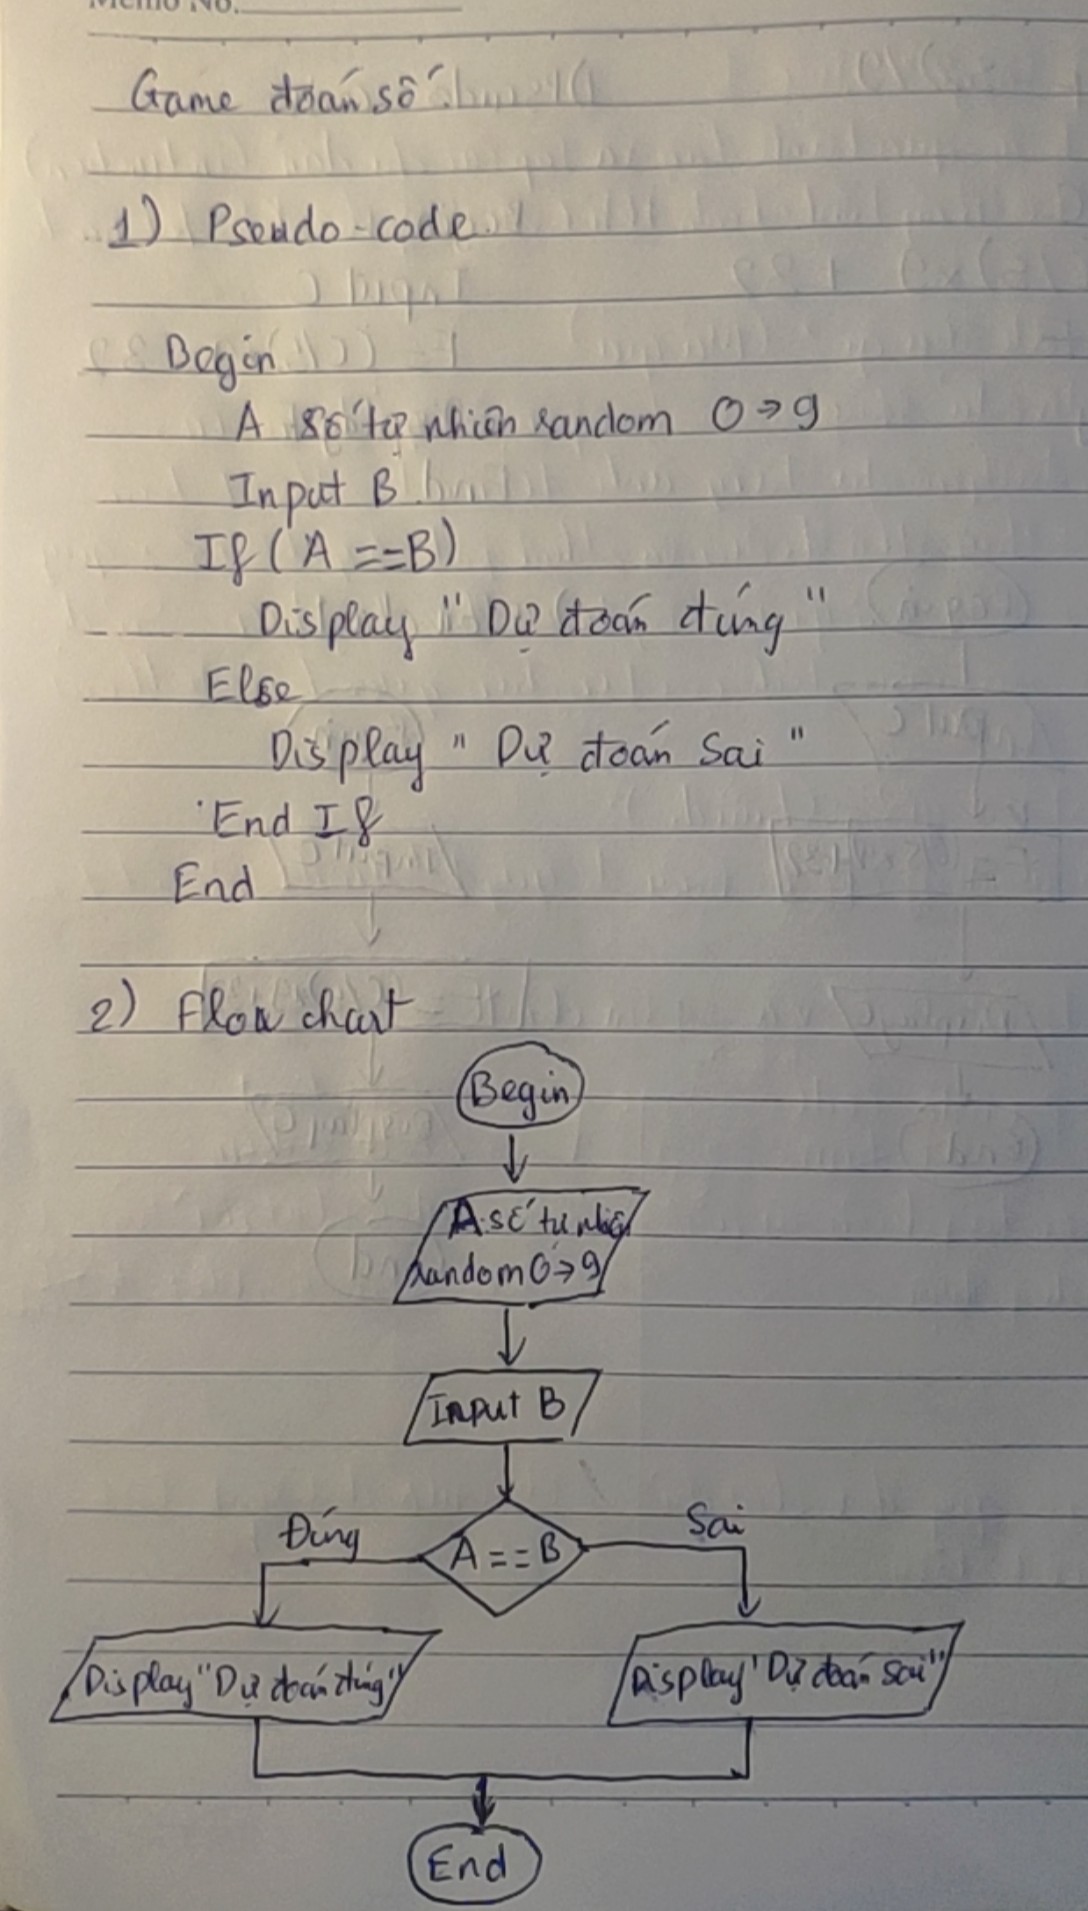 Memo No.
Game đoán số
1) Pseudo-code
Begin
A số tự nhiên random 0 → 9
Input B
If ( A ==B)
Display " Dự đoán đúng "
Else
Display " Dự đoán Sai "
End If
End
2) Flow chart
Begin
A số tự nhiên
random 0 → 9
Input B
Đúng
A == B
Sai
Display "Dự đoán đúng"
Display "Dự đoán sai"
End